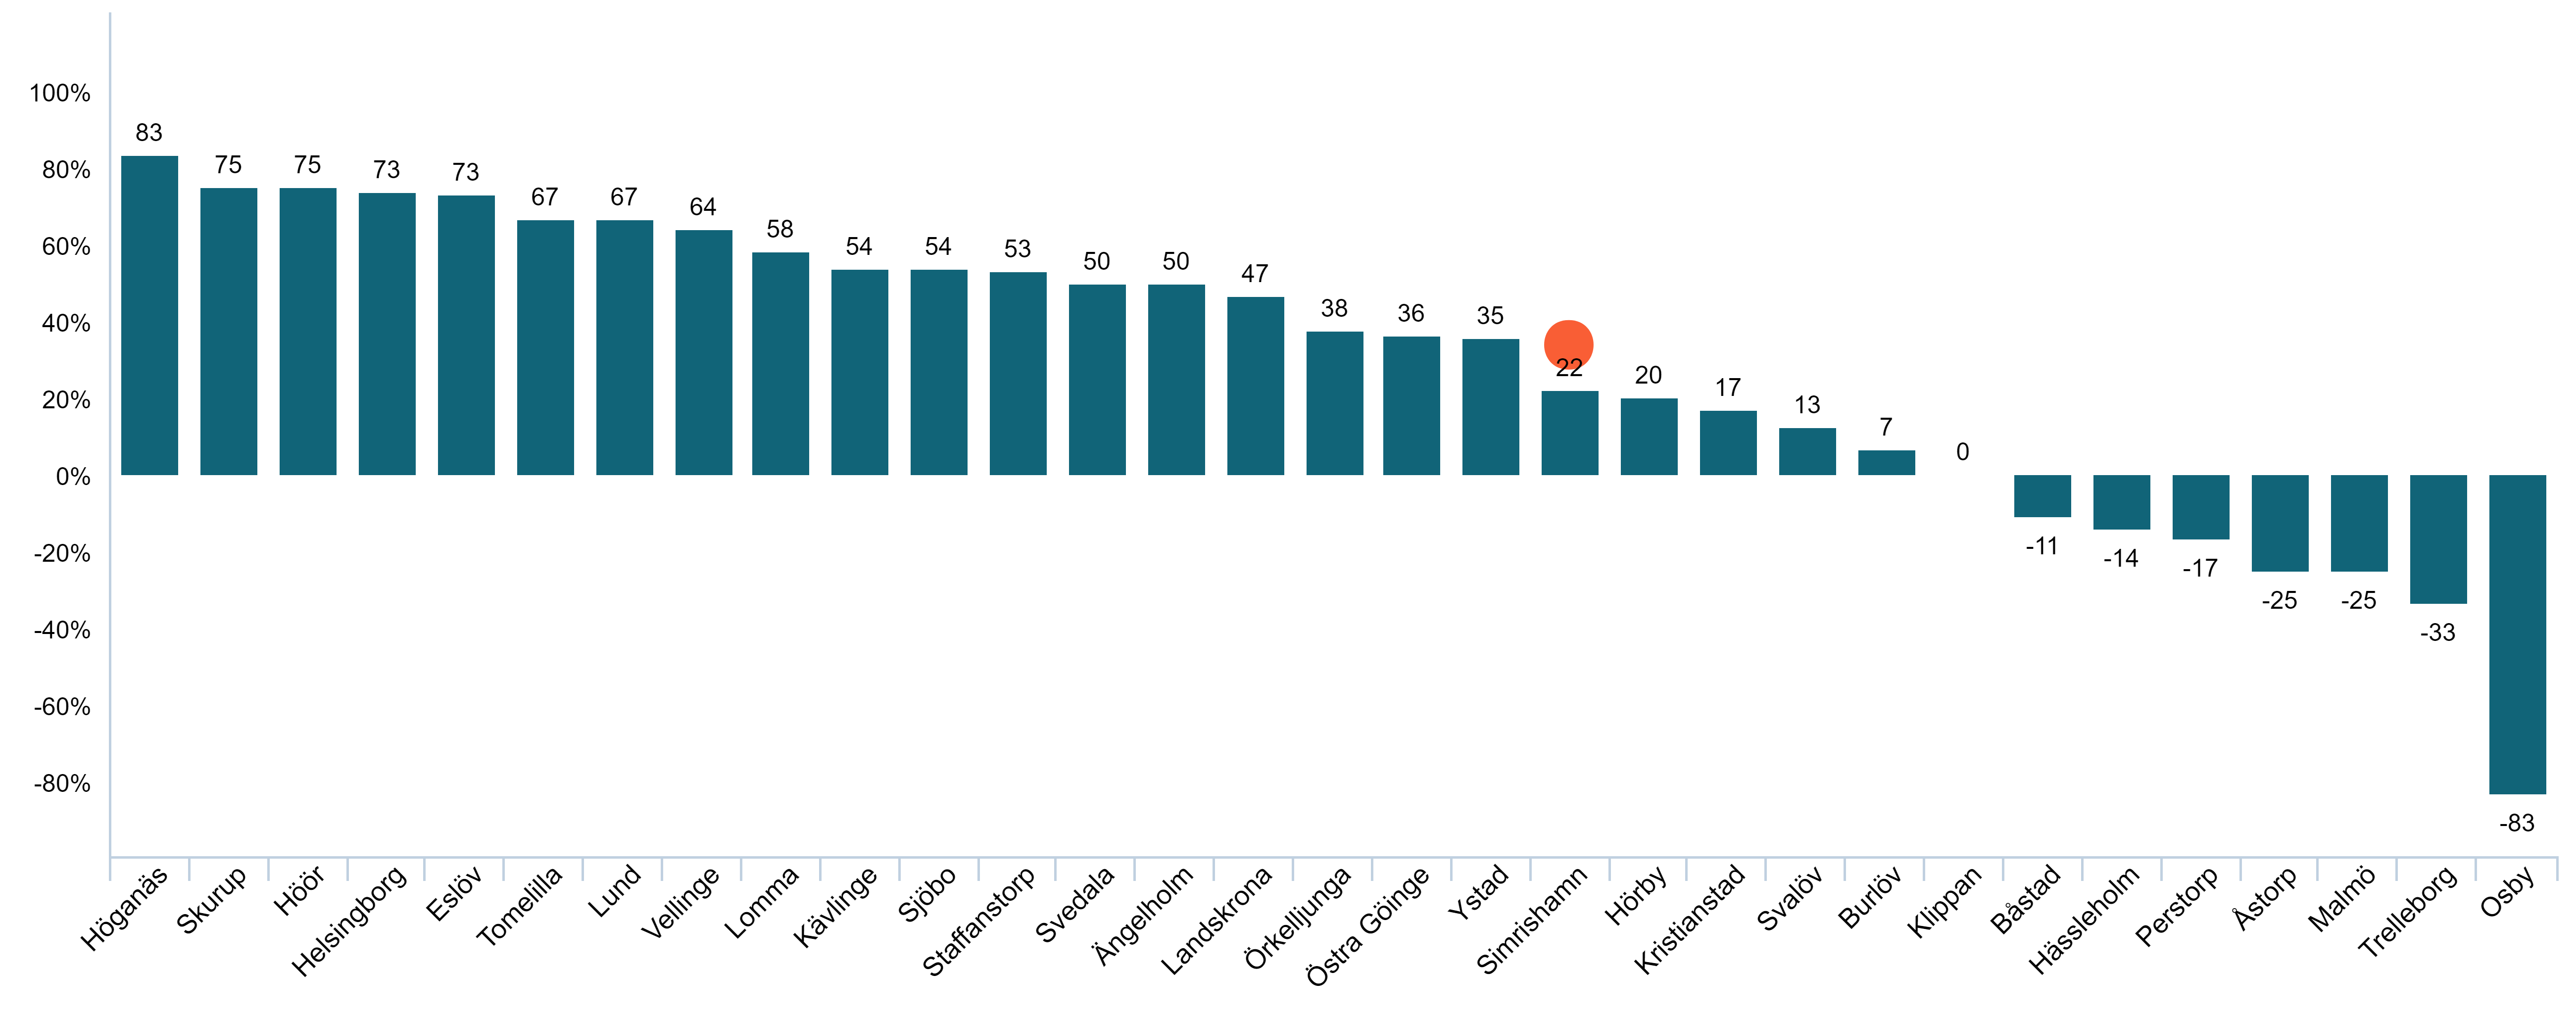 100%
80%
60%
40%
20%
0%
-20%
-40%
-60%
-80%
83
75
75
73
73
67
67
64
58
54
54
53
50
50
47
38
36
35
22
20
17
13
7
0
-11
-14
-17
-25
-25
-33
-83
Höganäs
Skurup
Höör
Helsingborg
Eslöv
Tomelilla
Lund
Vellinge
Lomma
Kävlinge
Sjöbo
Staffanstorp
Svedala
Ängelholm
Landskrona
Örkelljunga
Östra Göinge
Ystad
Simrishamn
Hörby
Kristianstad
Svalöv
Burlöv
Klippan
Båstad
Hässleholm
Perstorp
Åstorp
Malmö
Trelleborg
Osby